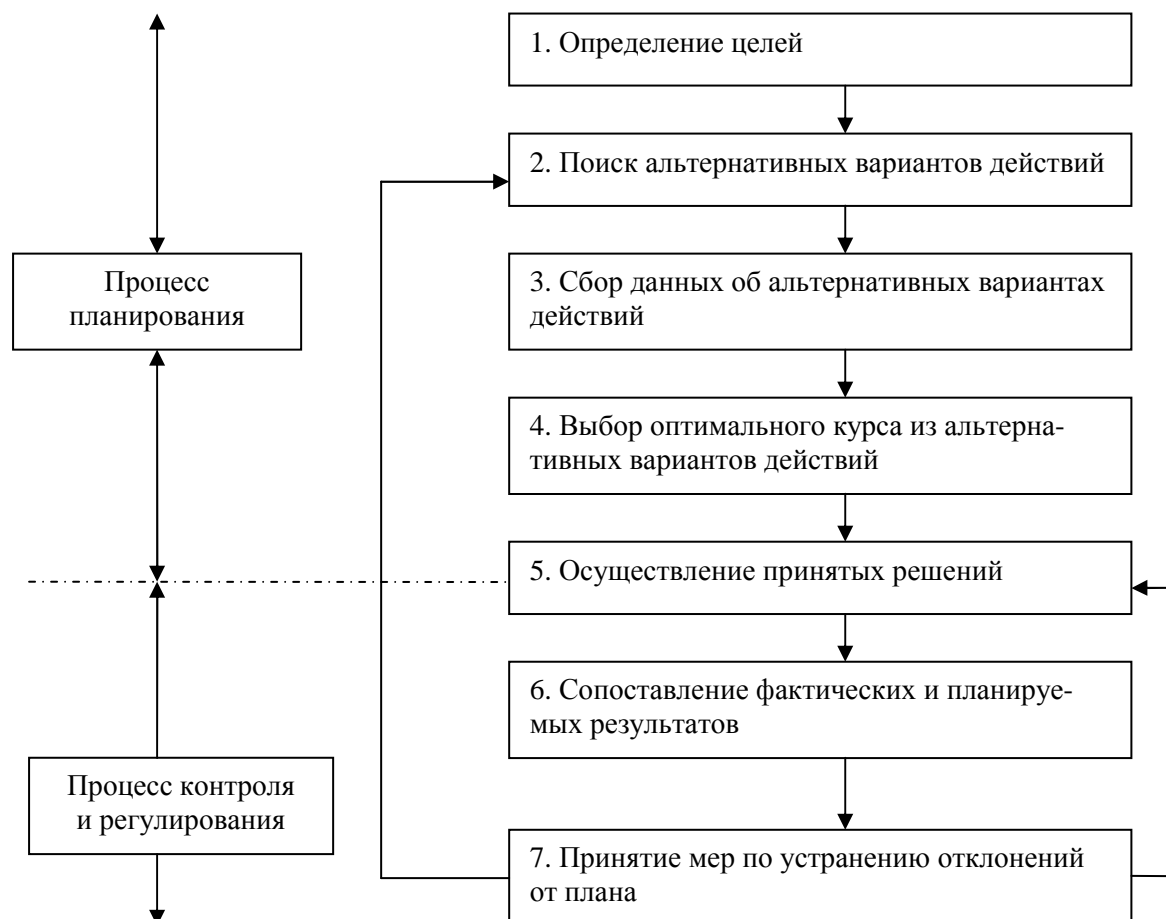 1. Определение целей
2. Поиск альтернативных вариантов действий
Процесс
планирования
3. Сбор данных об альтернативных вариантах
действий
4. Выбор оптимального курса из альтерна-
тивных вариантов действий
5. Осуществление принятых решений
6. Сопоставление фактических и планируе-
мых результатов
Процесс контроля
и регулирования
7. Принятие мер по устранению отклонений
от плана